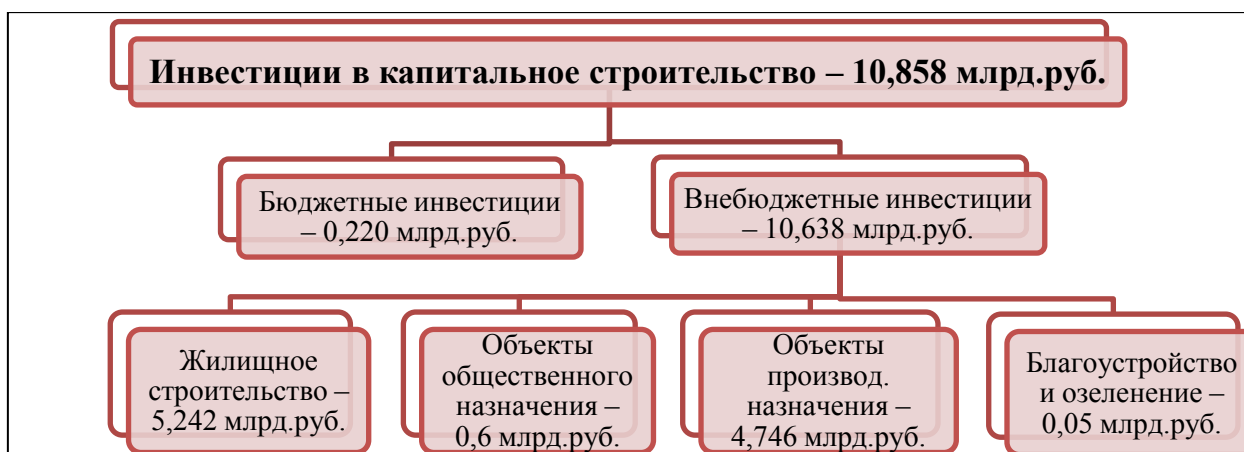 Инвестиции в капитальное строительство – 10,858 млрд.руб.
Бюджетные инвестиции
– 0,220 млрд.руб.
Внебюджетные инвестиции
– 10,638 млрд.руб.
Жилищное
строительство –
5,242 млрд.руб.
Объекты
общественного
назначения –
0,6 млрд.руб.
Объекты
производ.
назначения –
4,746 млрд.руб.
Благоустройство
и озеленение –
0,05 млрд.руб.